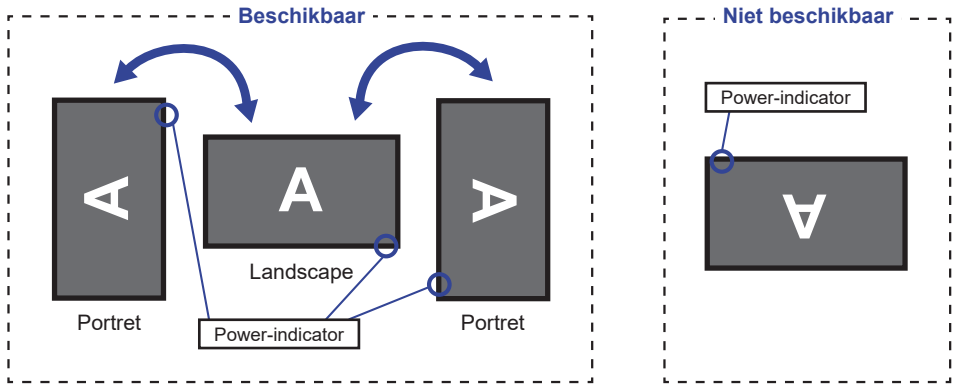 Beschikbaar
A
A
A
Landscape
Portret
Portret
Power-indicator
Niet beschikbaar
Power-indicator
A